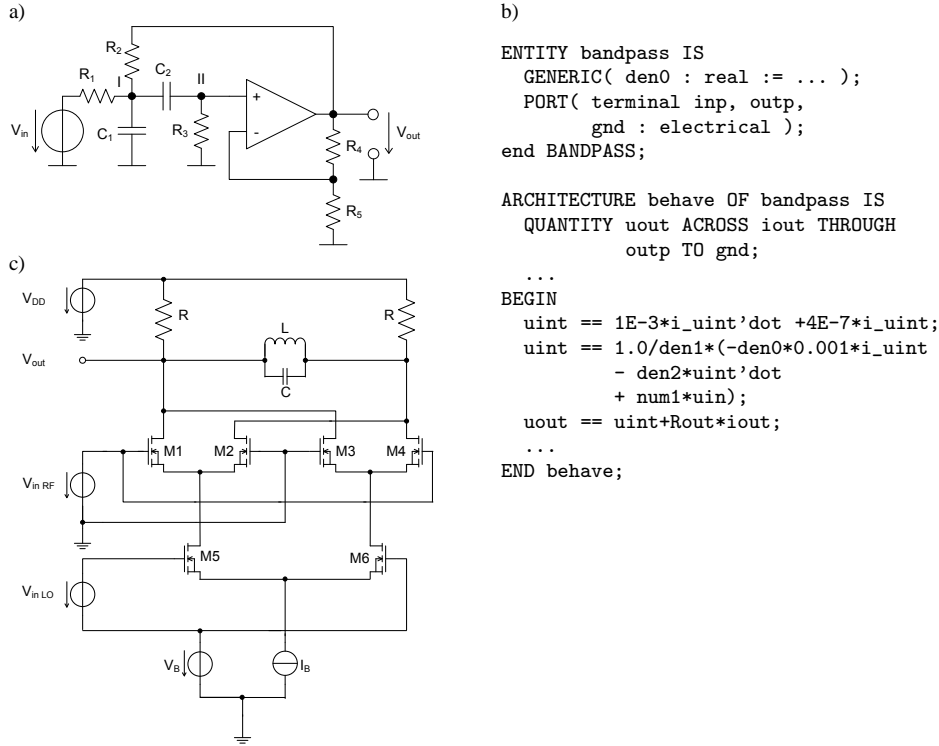 a)
R2
R1
I
C2
II
C1
R3
Vin
+
-
R4
R5
Vout
b)
ENTITY bandpass IS
GENERIC( den0 : real := ... );
PORT( terminal inp, outp,
gnd : electrical );
end BANDPASS;
ARCHITECTURE behave OF bandpass IS
QUANTITY uout ACROSS iout THROUGH
outp TO gnd;
...
BEGIN
uint == 1E-3*i_uint'dot +4E-7*i_uint;
uint == 1.0/den1*(-den0*0.001*i_uint
- den2*uint'dot
+ num1*uin);
uout == uint+Rout*iout;
...
END behave;
c)
VDD
R
R
L
C
Vout
M1
M2
M3
M4
Vin RF
M5
M6
Vin LO
VB
IB